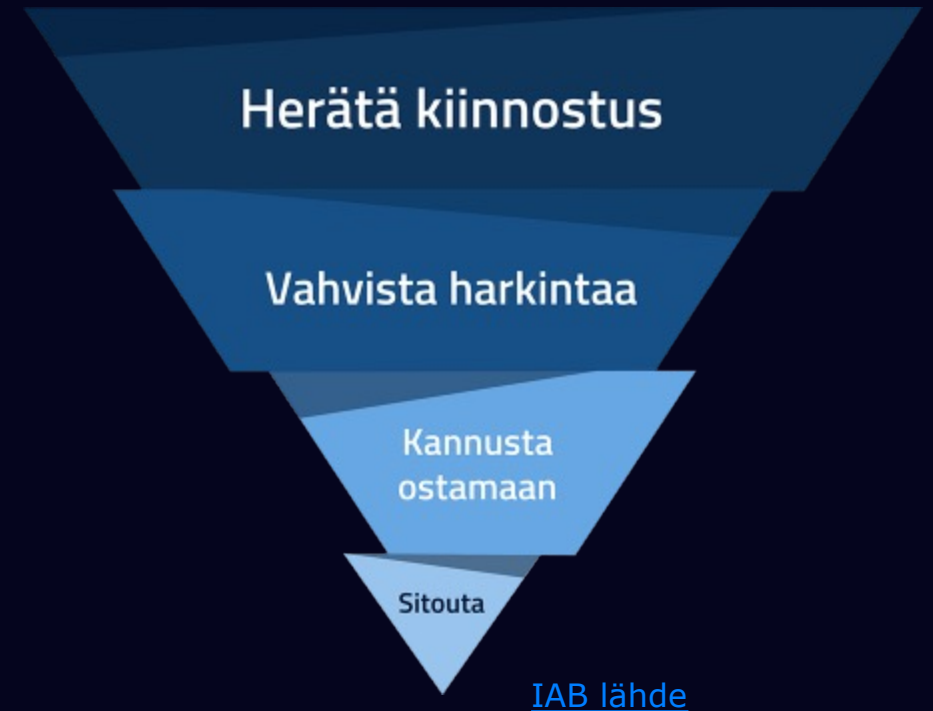 Herätä kiinnostus
Vahvista harkintaa
Kannusta
ostamaan
Sitouta
IAB lähde